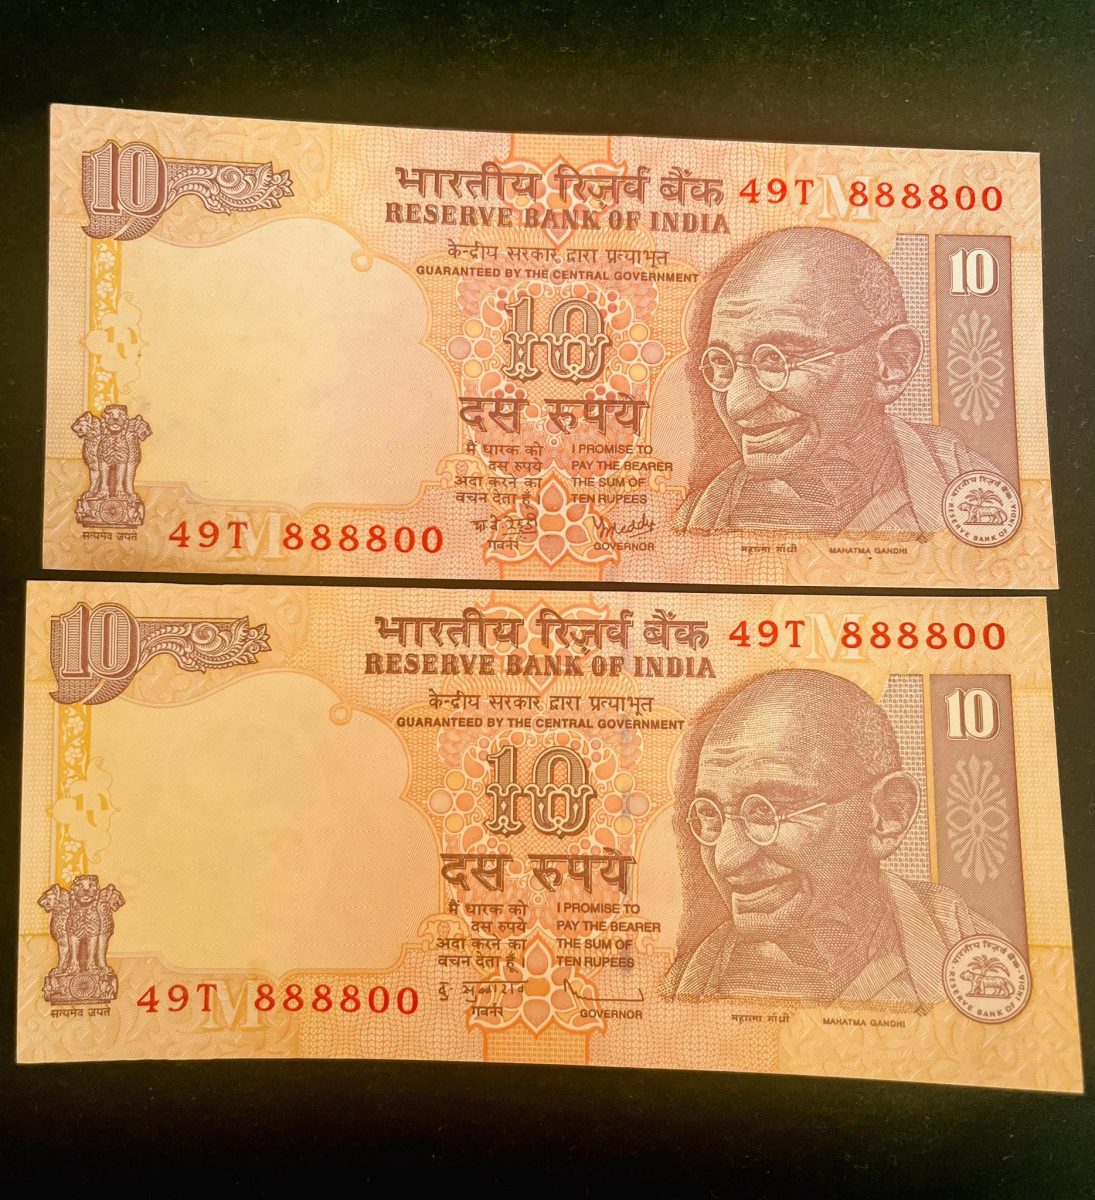 10
भारतीय रिज़र्व बैंक
49T 888800
M
RESERVE BANK OF INDIA
केन्द्रीय सरकार द्वारा प्रत्याभूत
GUARANTEED BY THE CENTRAL GOVERNMENT
10
10
दस रुपये
मैं धारक को
दस रुपये
अदा करने का
वचन देता हूँ।
I PROMISE TO
PAY THE BEARER
THE SUM OF
TEN RUPEES
गवर्नर
GOVERNOR
सत्यमेव जयते
49T 888800
M
महात्मा गांधी
MAHATMA GANDHI
भारतीय रिज़र्व बैंक
RESERVE BANK OF INDIA
10
भारतीय रिज़र्व बैंक
49T 888800
M
RESERVE BANK OF INDIA
केन्द्रीय सरकार द्वारा प्रत्याभूत
GUARANTEED BY THE CENTRAL GOVERNMENT
10
10
दस रुपये
मैं धारक को
दस रुपये
अदा करने का
वचन देता हूँ।
I PROMISE TO
PAY THE BEARER
THE SUM OF
TEN RUPEES
गवर्नर
GOVERNOR
सत्यमेव जयते
49T 888800
M
महात्मा गांधी
MAHATMA GANDHI
भारतीय रिज़र्व बैंक
RESERVE BANK OF INDIA